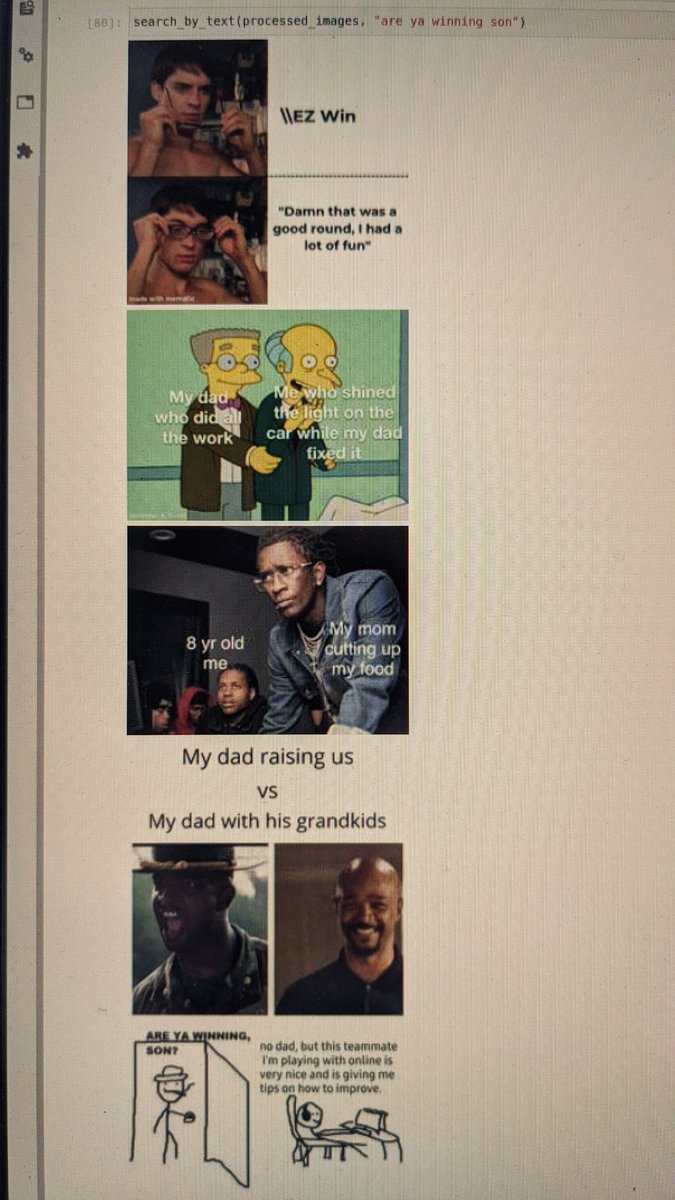 [80]: search_by_text(processed_images, "are ya winning son")
\\EZ Win
"Damn that was a
good round, I had a
lot of fun"
made with mematic
My dad
who did all
the work
Me who shined
the light on the
car while my dad
fixed it
8 yr old
me
My mom
cutting up
my food
My dad raising us
vs
My dad with his grandkids
ARE YA WINNING,
SON?
no dad, but this teammate
I'm playing with online is
very nice and is giving me
tips on how to improve.